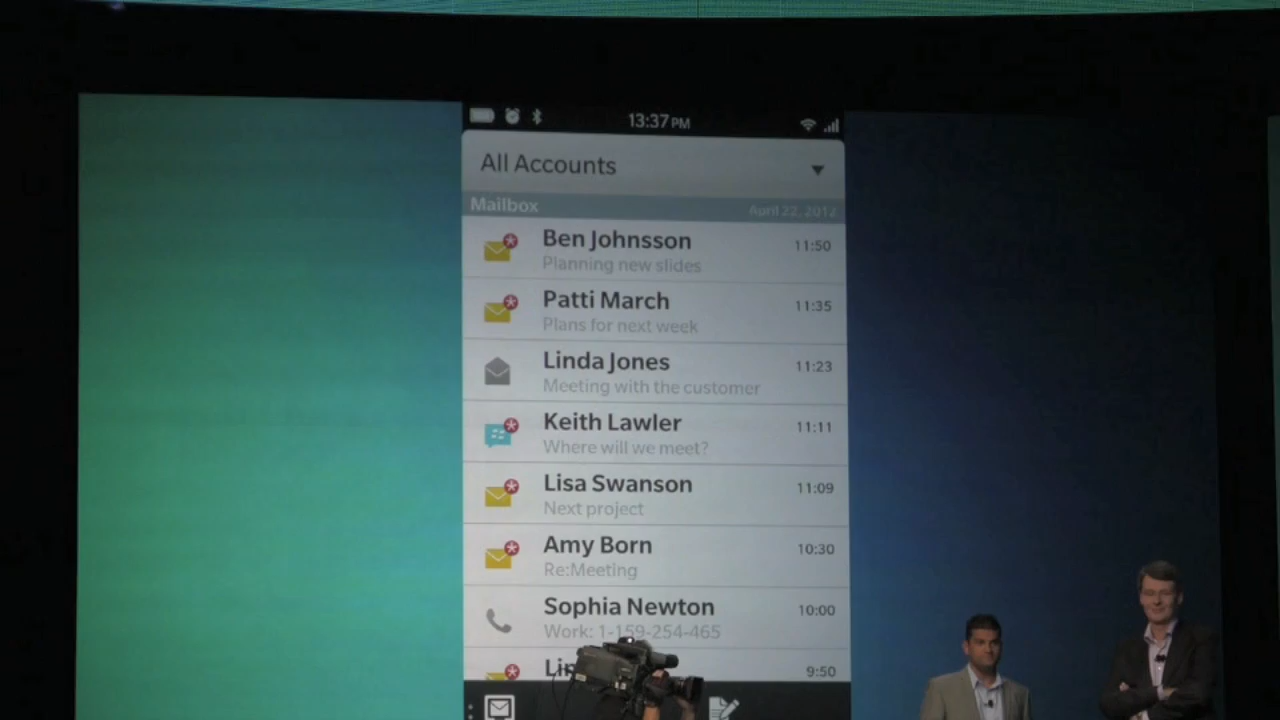 13:37 PM
All Accounts
Mailbox April 22, 2012
Ben Johnsson 11:50
Planning new slides
Patti March 11:35
Plans for next week
Linda Jones 11:23
Meeting with the customer
Keith Lawler 11:11
Where will we meet?
Lisa Swanson 11:09
Next project
Amy Born 10:30
Re:Meeting
Sophia Newton 10:00
Work: 1-159-254-465
9:50